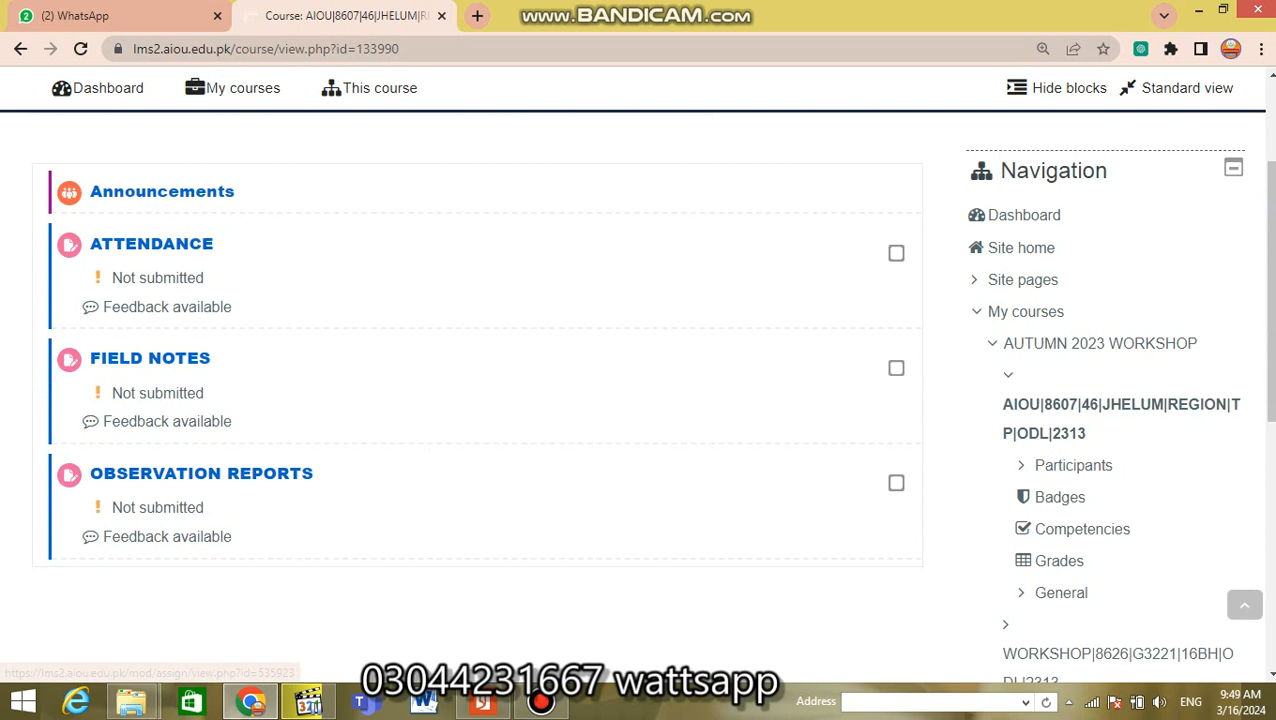 (2) WhatsApp
Course: AIOU|8607|46|JHELUM|R
www.BANDICAM.com
lms2.aiou.edu.pk/course/view.php?id=133990
Dashboard
My courses
This course
Hide blocks
Standard view
Announcements
ATTENDANCE
Not submitted
Feedback available
FIELD NOTES
Not submitted
Feedback available
OBSERVATION REPORTS
Not submitted
Feedback available
Navigation
Dashboard
Site home
Site pages
My courses
AUTUMN 2023 WORKSHOP
AIOU|8607|46|JHELUM|REGION|T
P|ODL|2313
Participants
Badges
Competencies
Grades
General
WORKSHOP|8626|G3221|16BH|O
https://lms2.aiou.edu.pk/mod/assign/view.php?id=535923
03044231667 wattsapp
321
Address
ENG
9:49 AM
3/16/2024